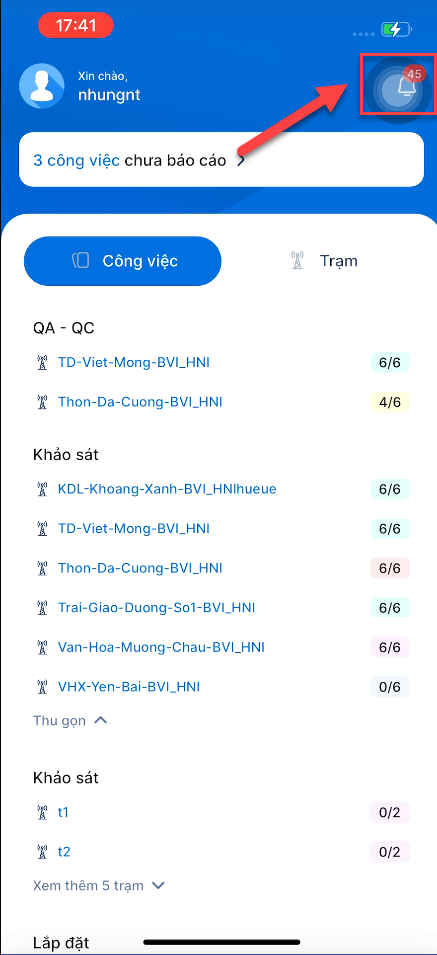 17:41
Xin chào,
nhungnt
45
3 công việc chưa báo cáo
Công việc
Trạm
QA - QC
TD-Viet-Mong-BVI_HNI 6/6
Thon-Da-Cuong-BVI_HNI 4/6
Khảo sát
KDL-Khoang-Xanh-BVI_HNIhueue 6/6
TD-Viet-Mong-BVI_HNI 6/6
Thon-Da-Cuong-BVI_HNI 6/6
Trai-Giao-Duong-So1-BVI_HNI 6/6
Van-Hoa-Muong-Chau-BVI_HNI 6/6
VHX-Yen-Bai-BVI_HNI 0/6
Thu gọn
Khảo sát
t1 0/2
t2 0/2
Xem thêm 5 trạm
Lắp đặt